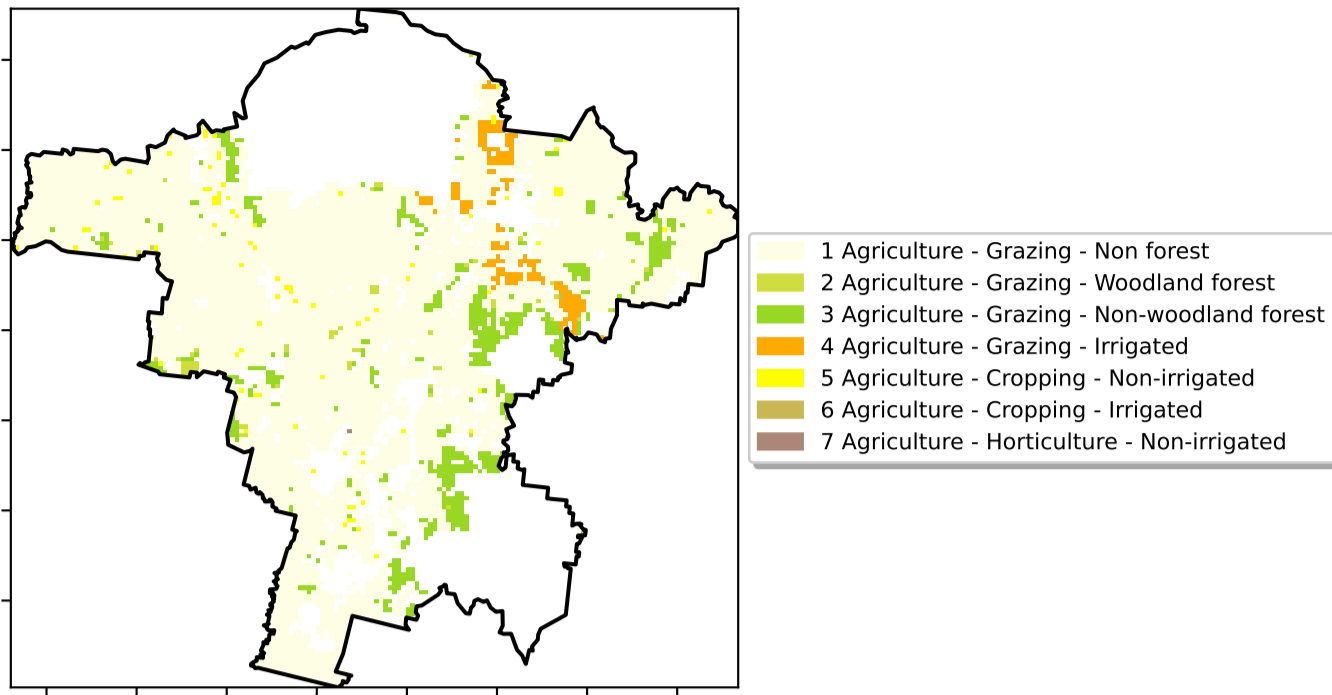 1 Agriculture - Grazing - Non forest
2 Agriculture - Grazing - Woodland forest
3 Agriculture - Grazing - Non-woodland forest
4 Agriculture - Grazing - Irrigated
5 Agriculture - Cropping - Non-irrigated
6 Agriculture - Cropping - Irrigated
7 Agriculture - Horticulture - Non-irrigated